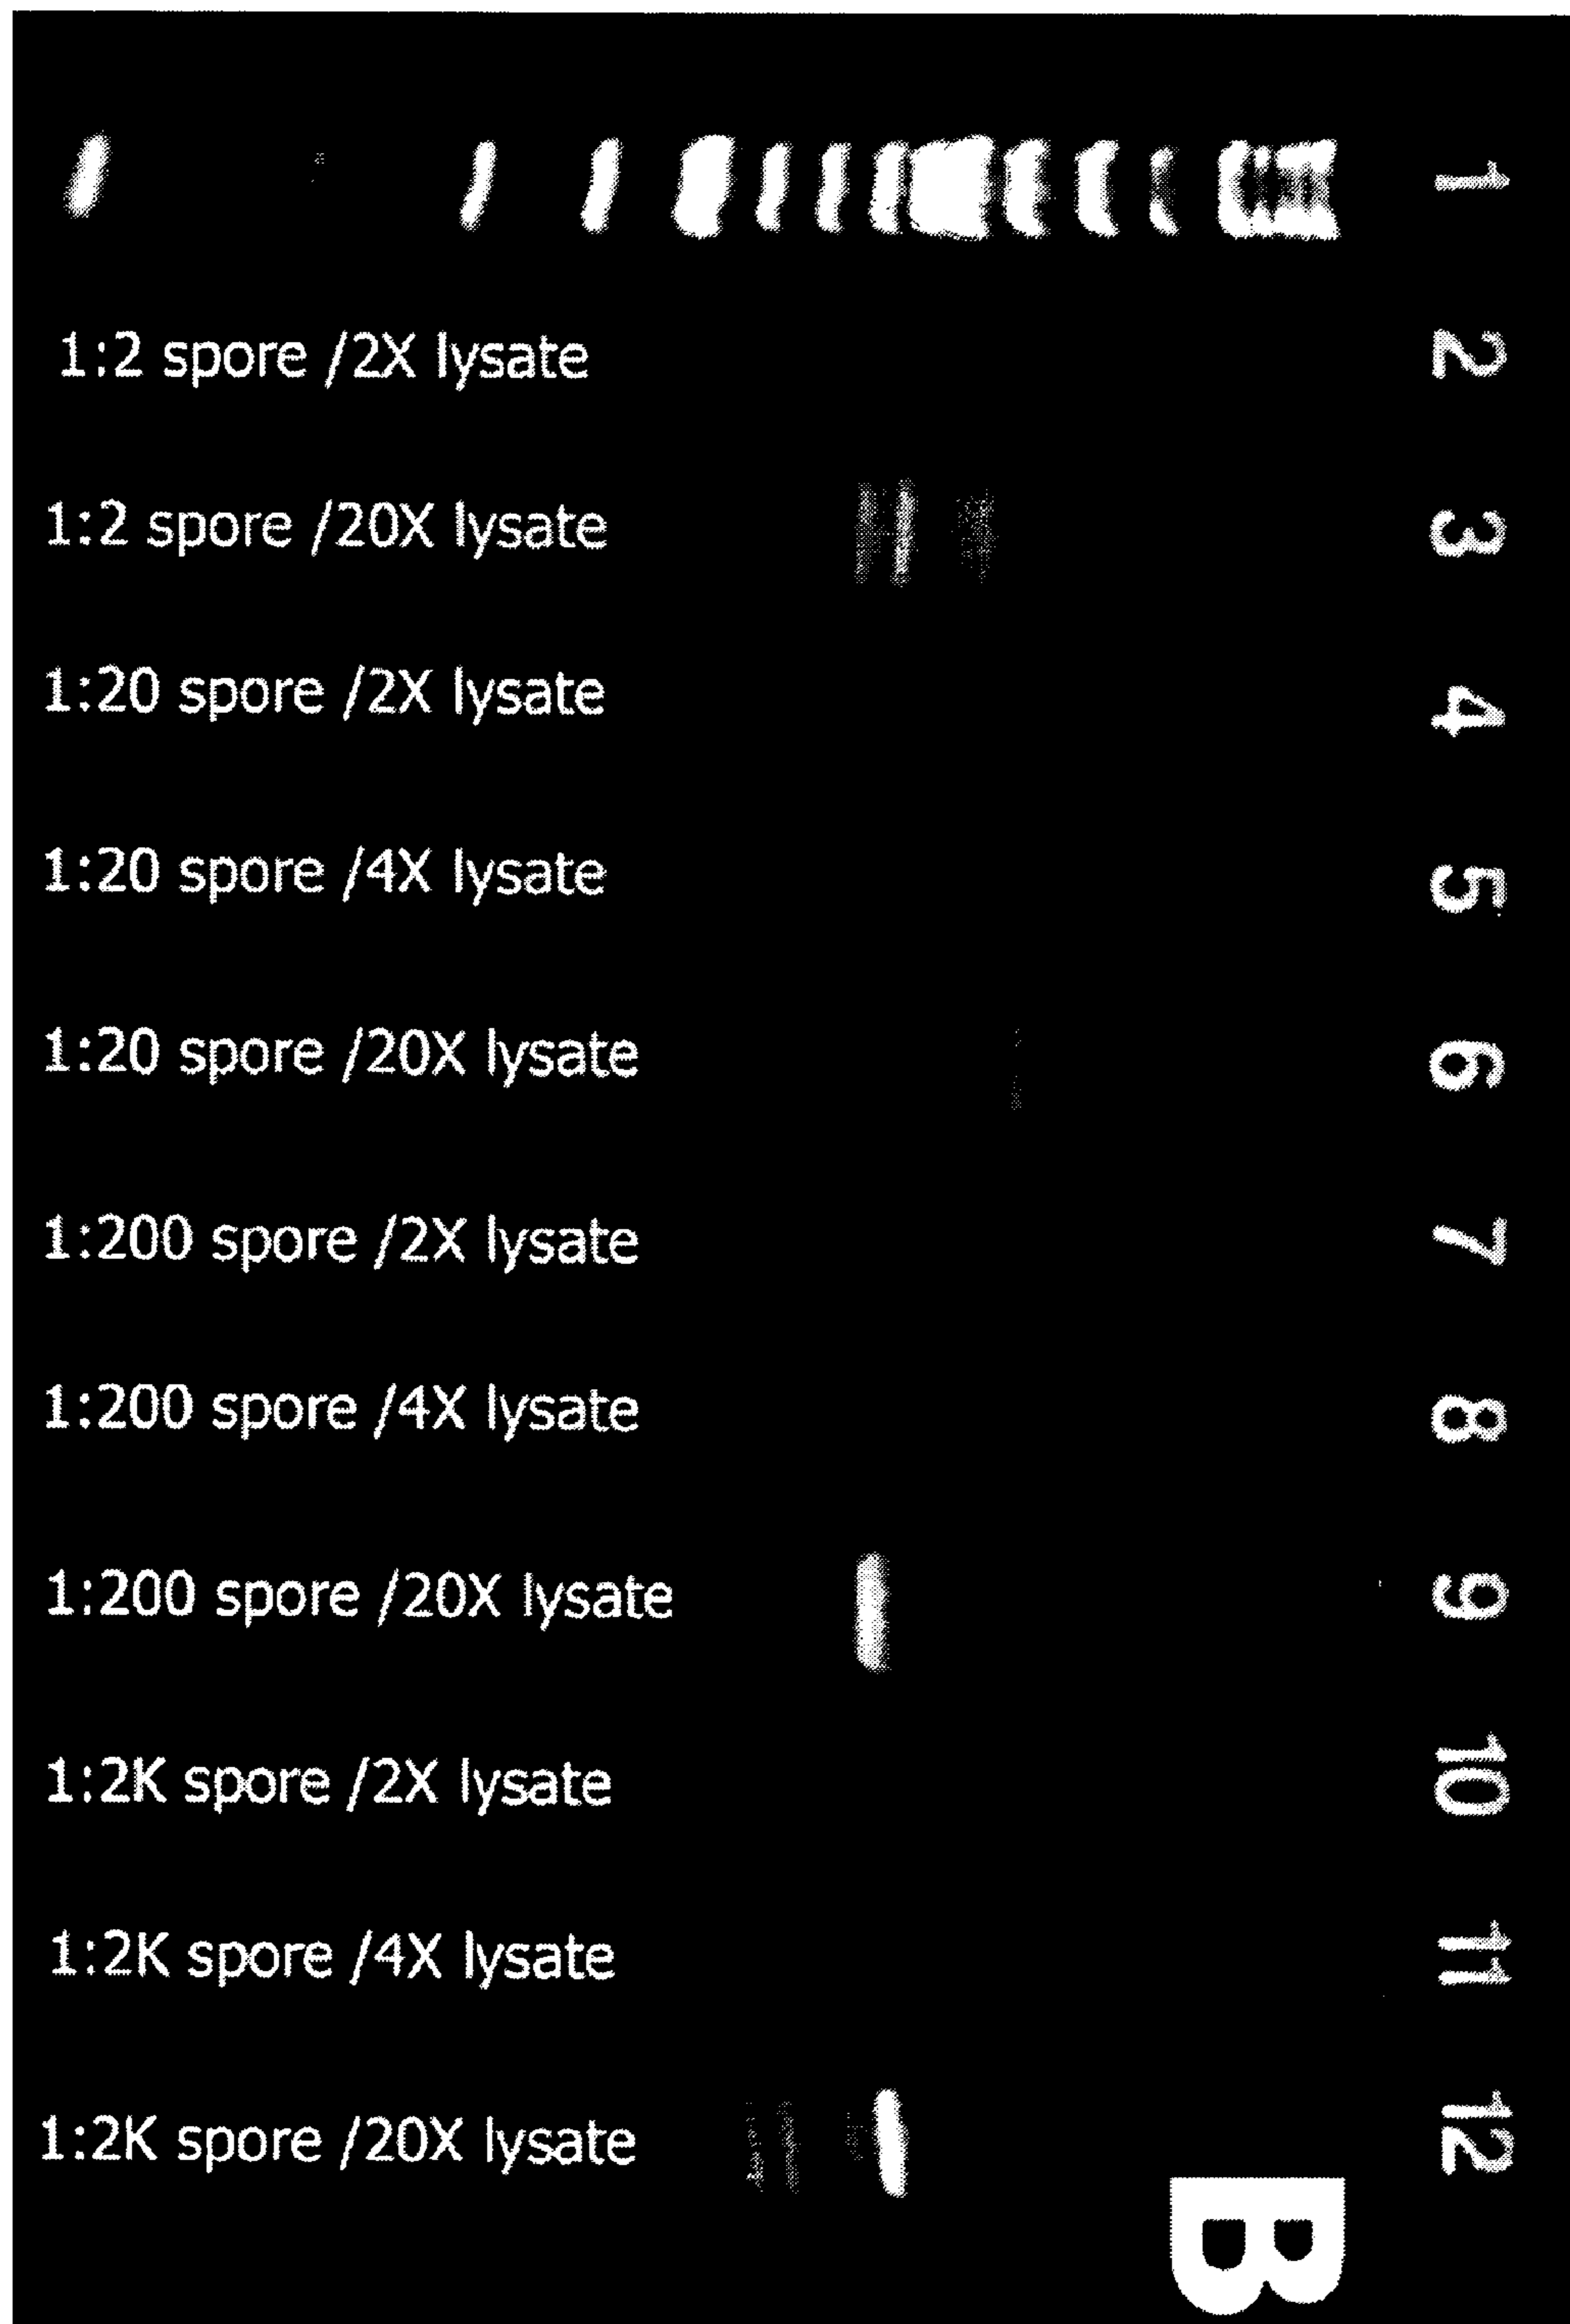 1
1:2 spore /2X lysate 2
1:2 spore /20X lysate 3
1:20 spore /2X lysate 4
1:20 spore /4X lysate 5
1:20 spore /20X lysate 6
1:200 spore /2X lysate 7
1:200 spore /4X lysate 8
1:200 spore /20X lysate 9
1:2K spore /2X lysate 10
1:2K spore /4X lysate 11
1:2K spore /20X lysate 12
B